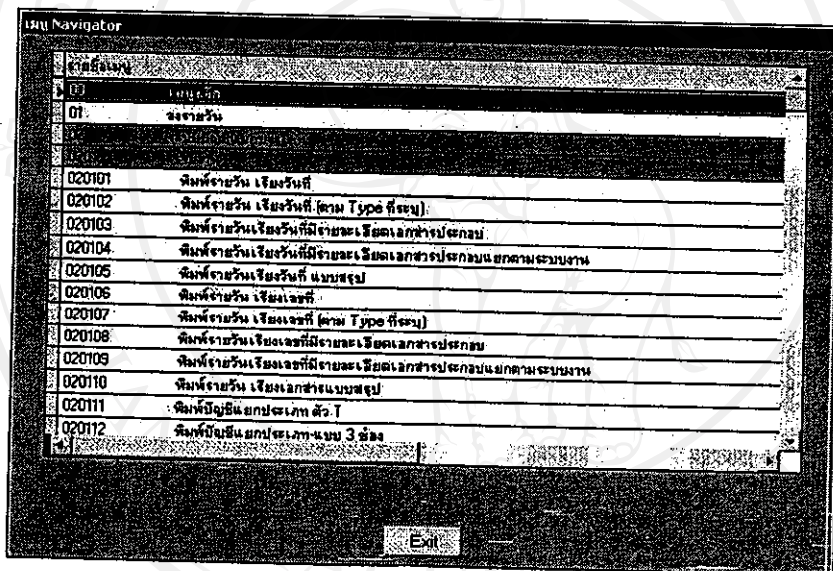 เมนู Navigator
รายชื่อเมนู
00
01 ลงรายวัน
020101 พิมพ์รายวัน เรียงวันที่
020102 พิมพ์รายวัน เรียงวันที่ (ตาม Type ที่ระบุ)
020103 พิมพ์รายวันเรียงวันที่มีรายละเอียดเอกสารประกอบ
020104 พิมพ์รายวันเรียงวันที่มีรายละเอียดเอกสารประกอบแยกตามระบบงาน
020105 พิมพ์รายวันเรียงวันที่ แบบสรุป
020106 พิมพ์รายวัน เรียงเลขที่
020107 พิมพ์รายวัน เรียงเลขที่ (ตาม Type ที่ระบุ)
020108 พิมพ์รายวันเรียงเลขที่มีรายละเอียดเอกสารประกอบ
020109 พิมพ์รายวันเรียงเลขที่มีรายละเอียดเอกสารประกอบแยกตามระบบงาน
020110 พิมพ์รายวัน เรียงเอกสารแบบสรุป
020111 พิมพ์บัญชีแยกประเภท ตัว T
020112 พิมพ์บัญชีแยกประเภท-แบบ 3 ช่อง
Exit